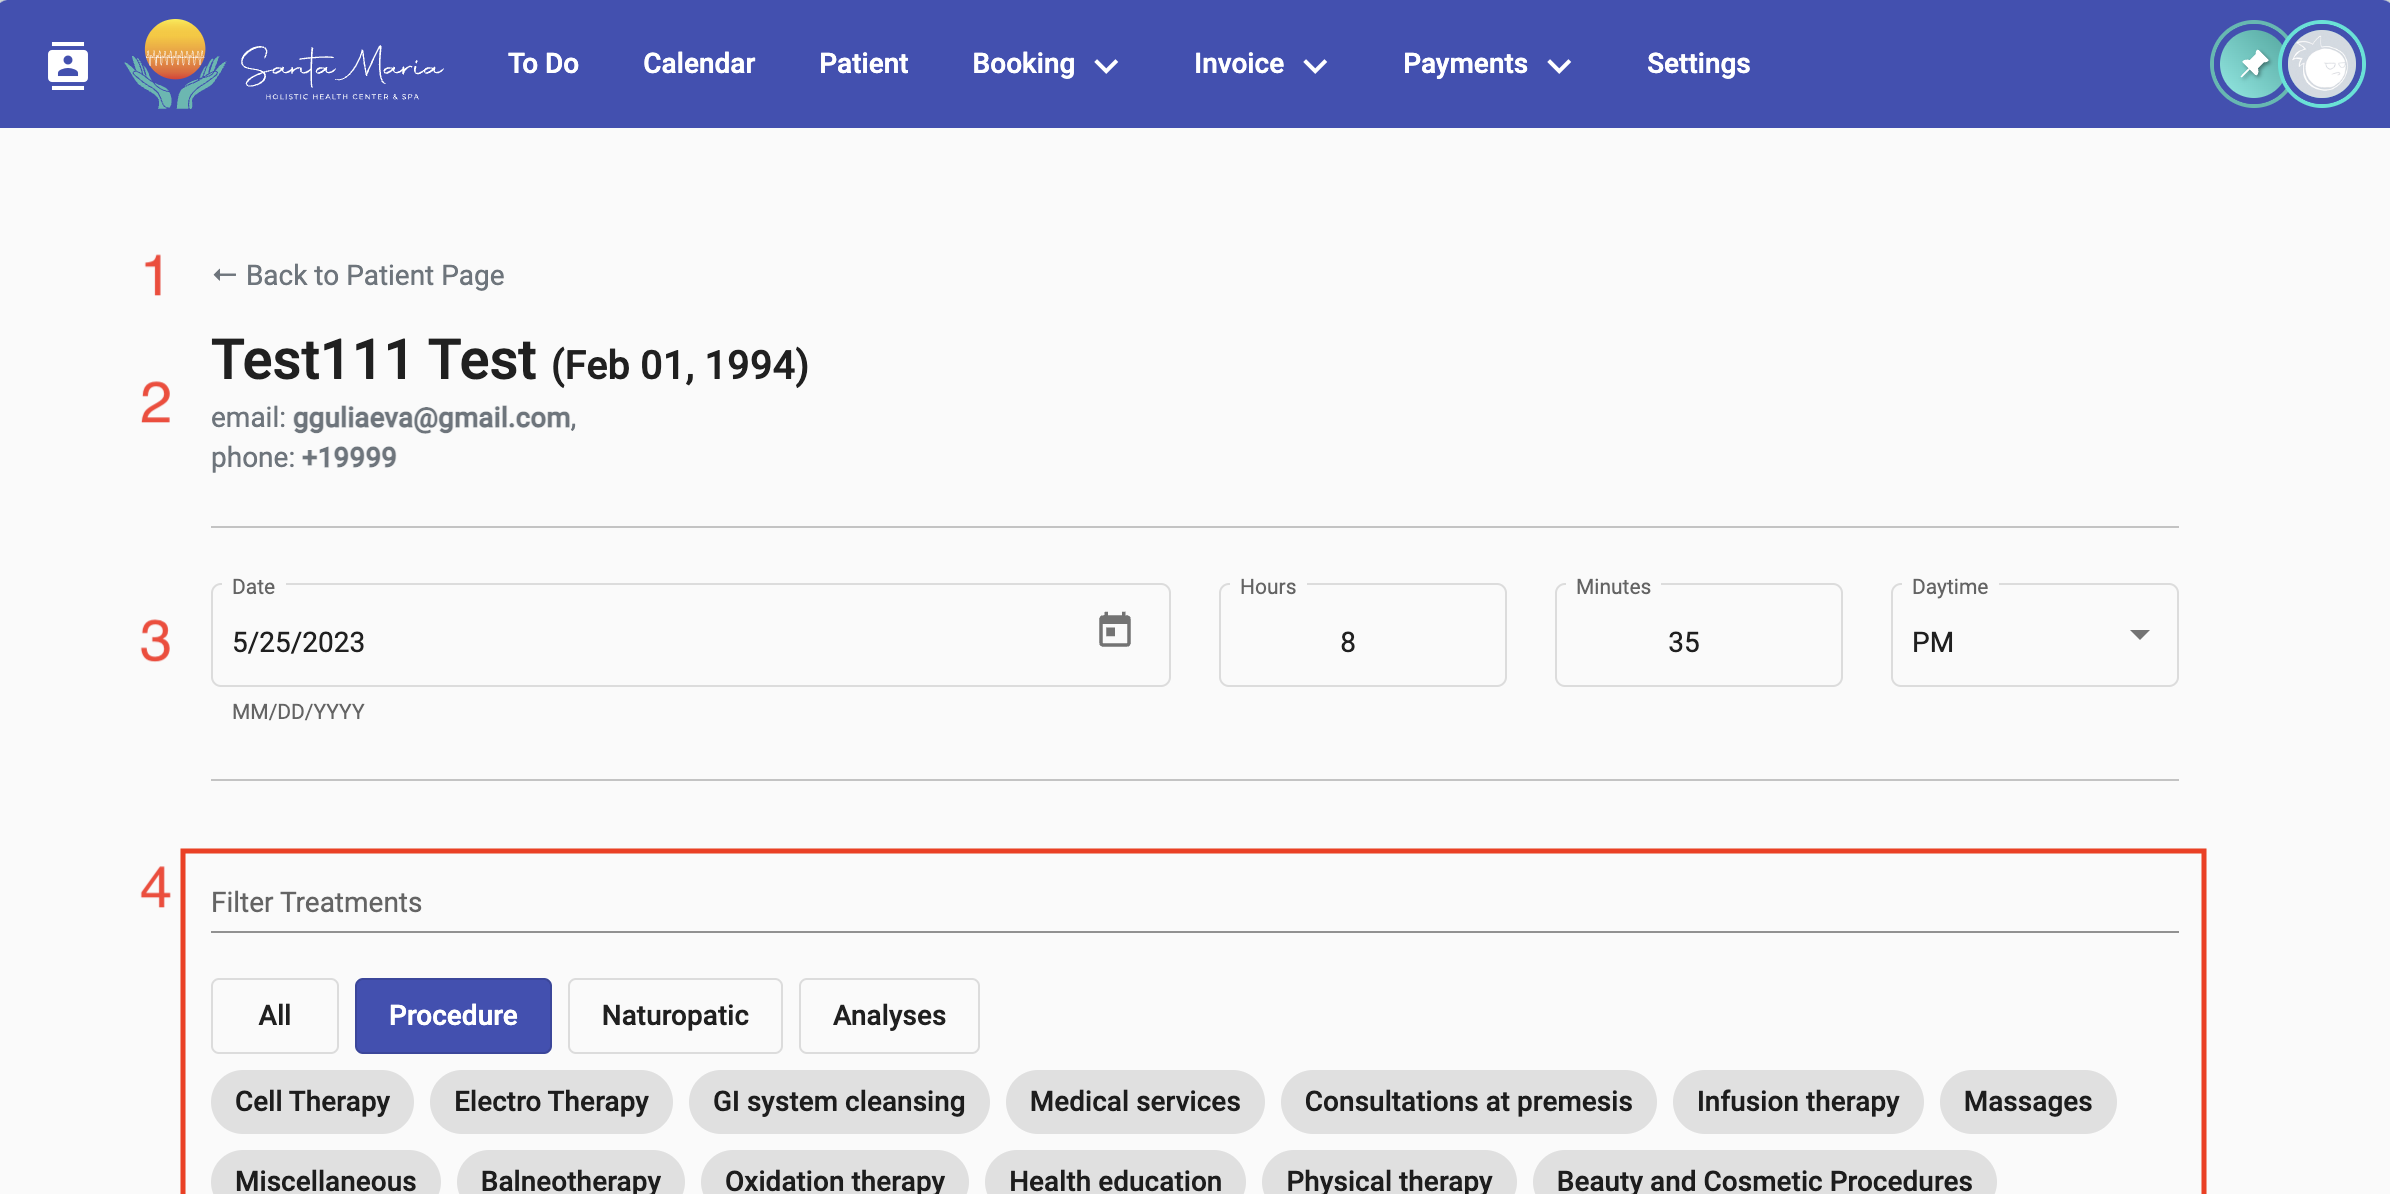 Santa Maria
HOLISTIC HEALTH CENTER & SPA
To Do Calendar Patient Booking Invoice Payments Settings
1 ← Back to Patient Page
Test111 Test (Feb 01, 1994)
2
email: gguliaeva@gmail.com,
phone: +19999
Date Hours Minutes Daytime
3 5/25/2023 8 35 PM
MM/DD/YYYY
4 Filter Treatments
All Procedure Naturopatic Analyses
Cell Therapy Electro Therapy GI system cleansing Medical services Consultations at premesis Infusion therapy Massages
Miscellaneous Balneotherapy Oxidation therapy Health education Physical therapy Beauty and Cosmetic Procedures